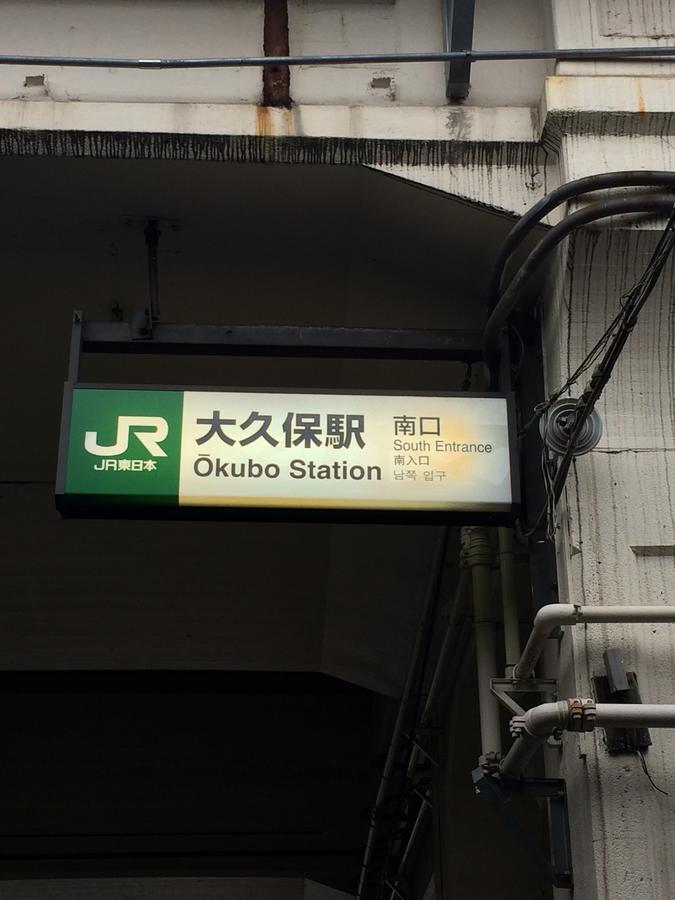 JR
JR東日本
大久保駅
Ōkubo Station
南口
South Entrance
南入口
남쪽 입구